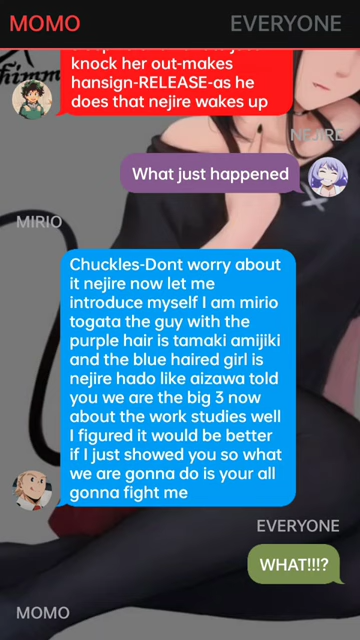 MOMO
EVERYONE
knock her out-makes
hansign-RELEASE-as he
does that nejire wakes up
NEJIRE
What just happened
MIRIO
Chuckles-Dont worry about
it nejire now let me
introduce myself I am mirio
togata the guy with the
purple hair is tamaki amijiki
and the blue haired girl is
nejire hado like aizawa told
you we are the big 3 now
about the work studies well
I figured it would be better
if I just showed you so what
we are gonna do is your all
gonna fight me
EVERYONE
WHAT!!!?
MOMO